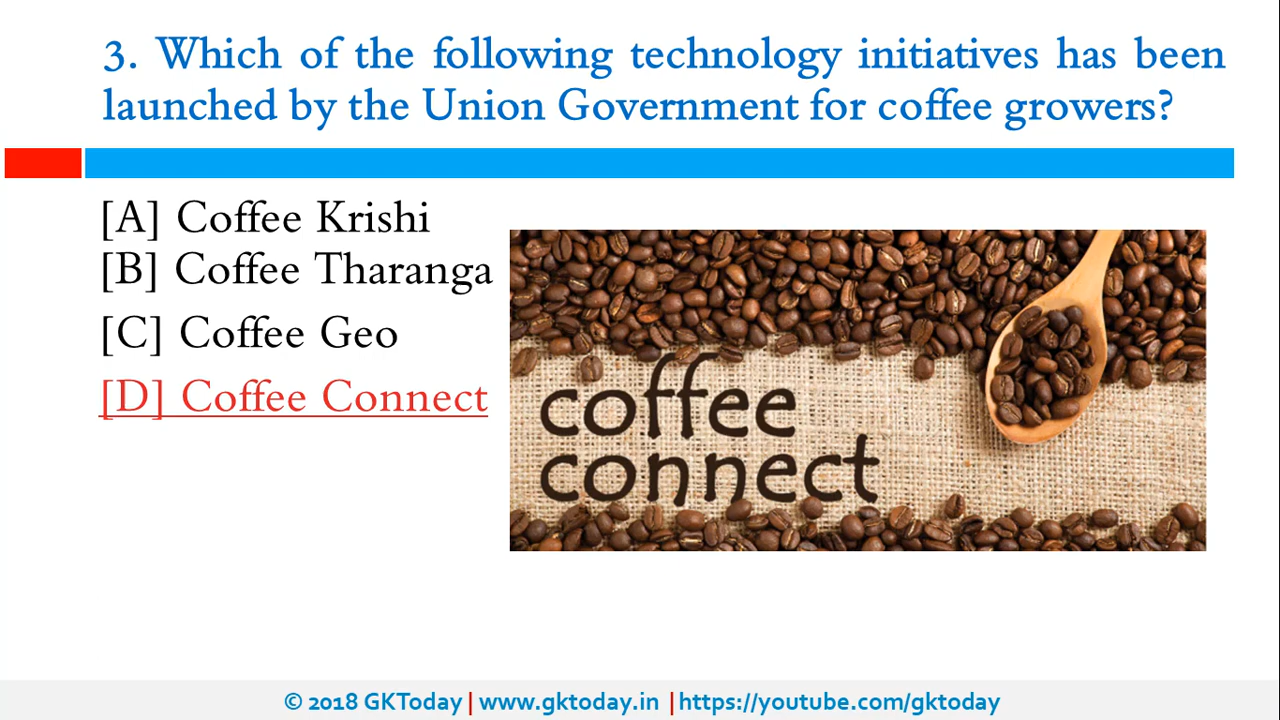 3. Which of the following technology initiatives has been
launched by the Union Government for coffee growers?
[A] Coffee Krishi
[B] Coffee Tharanga
[C] Coffee Geo
[D] Coffee Connect
coffee
connect
© 2018 GKToday | www.gktoday.in | https://youtube.com/gktoday